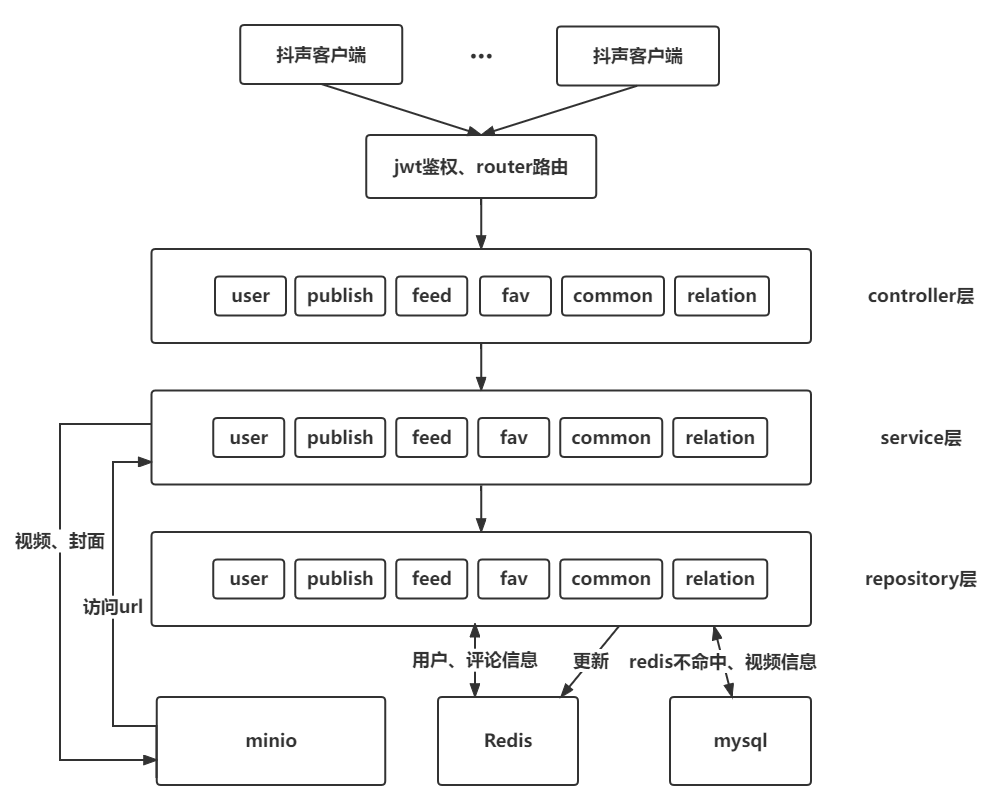 抖声客户端
...
抖声客户端
jwt鉴权、router路由
user publish feed fav common relation
controller层
user publish feed fav common relation
service层
视频、封面
user publish feed fav common relation
repository层
访问url
用户、评论信息
更新
redis不命中、视频信息
minio
Redis
mysql